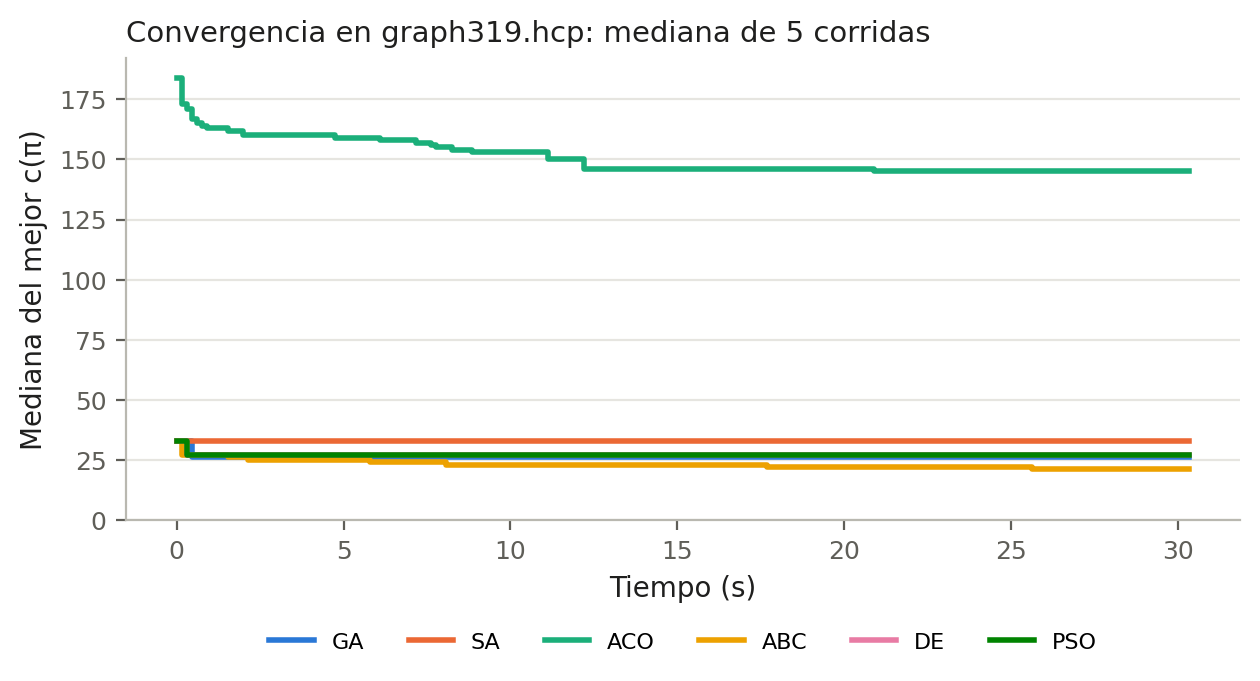 Convergencia en graph319.hcp: mediana de 5 corridas
Mediana del mejor c(π)
175
150
125
100
75
50
25
0
0 5 10 15 20 25 30
Tiempo (s)
GA SA ACO ABC DE PSO